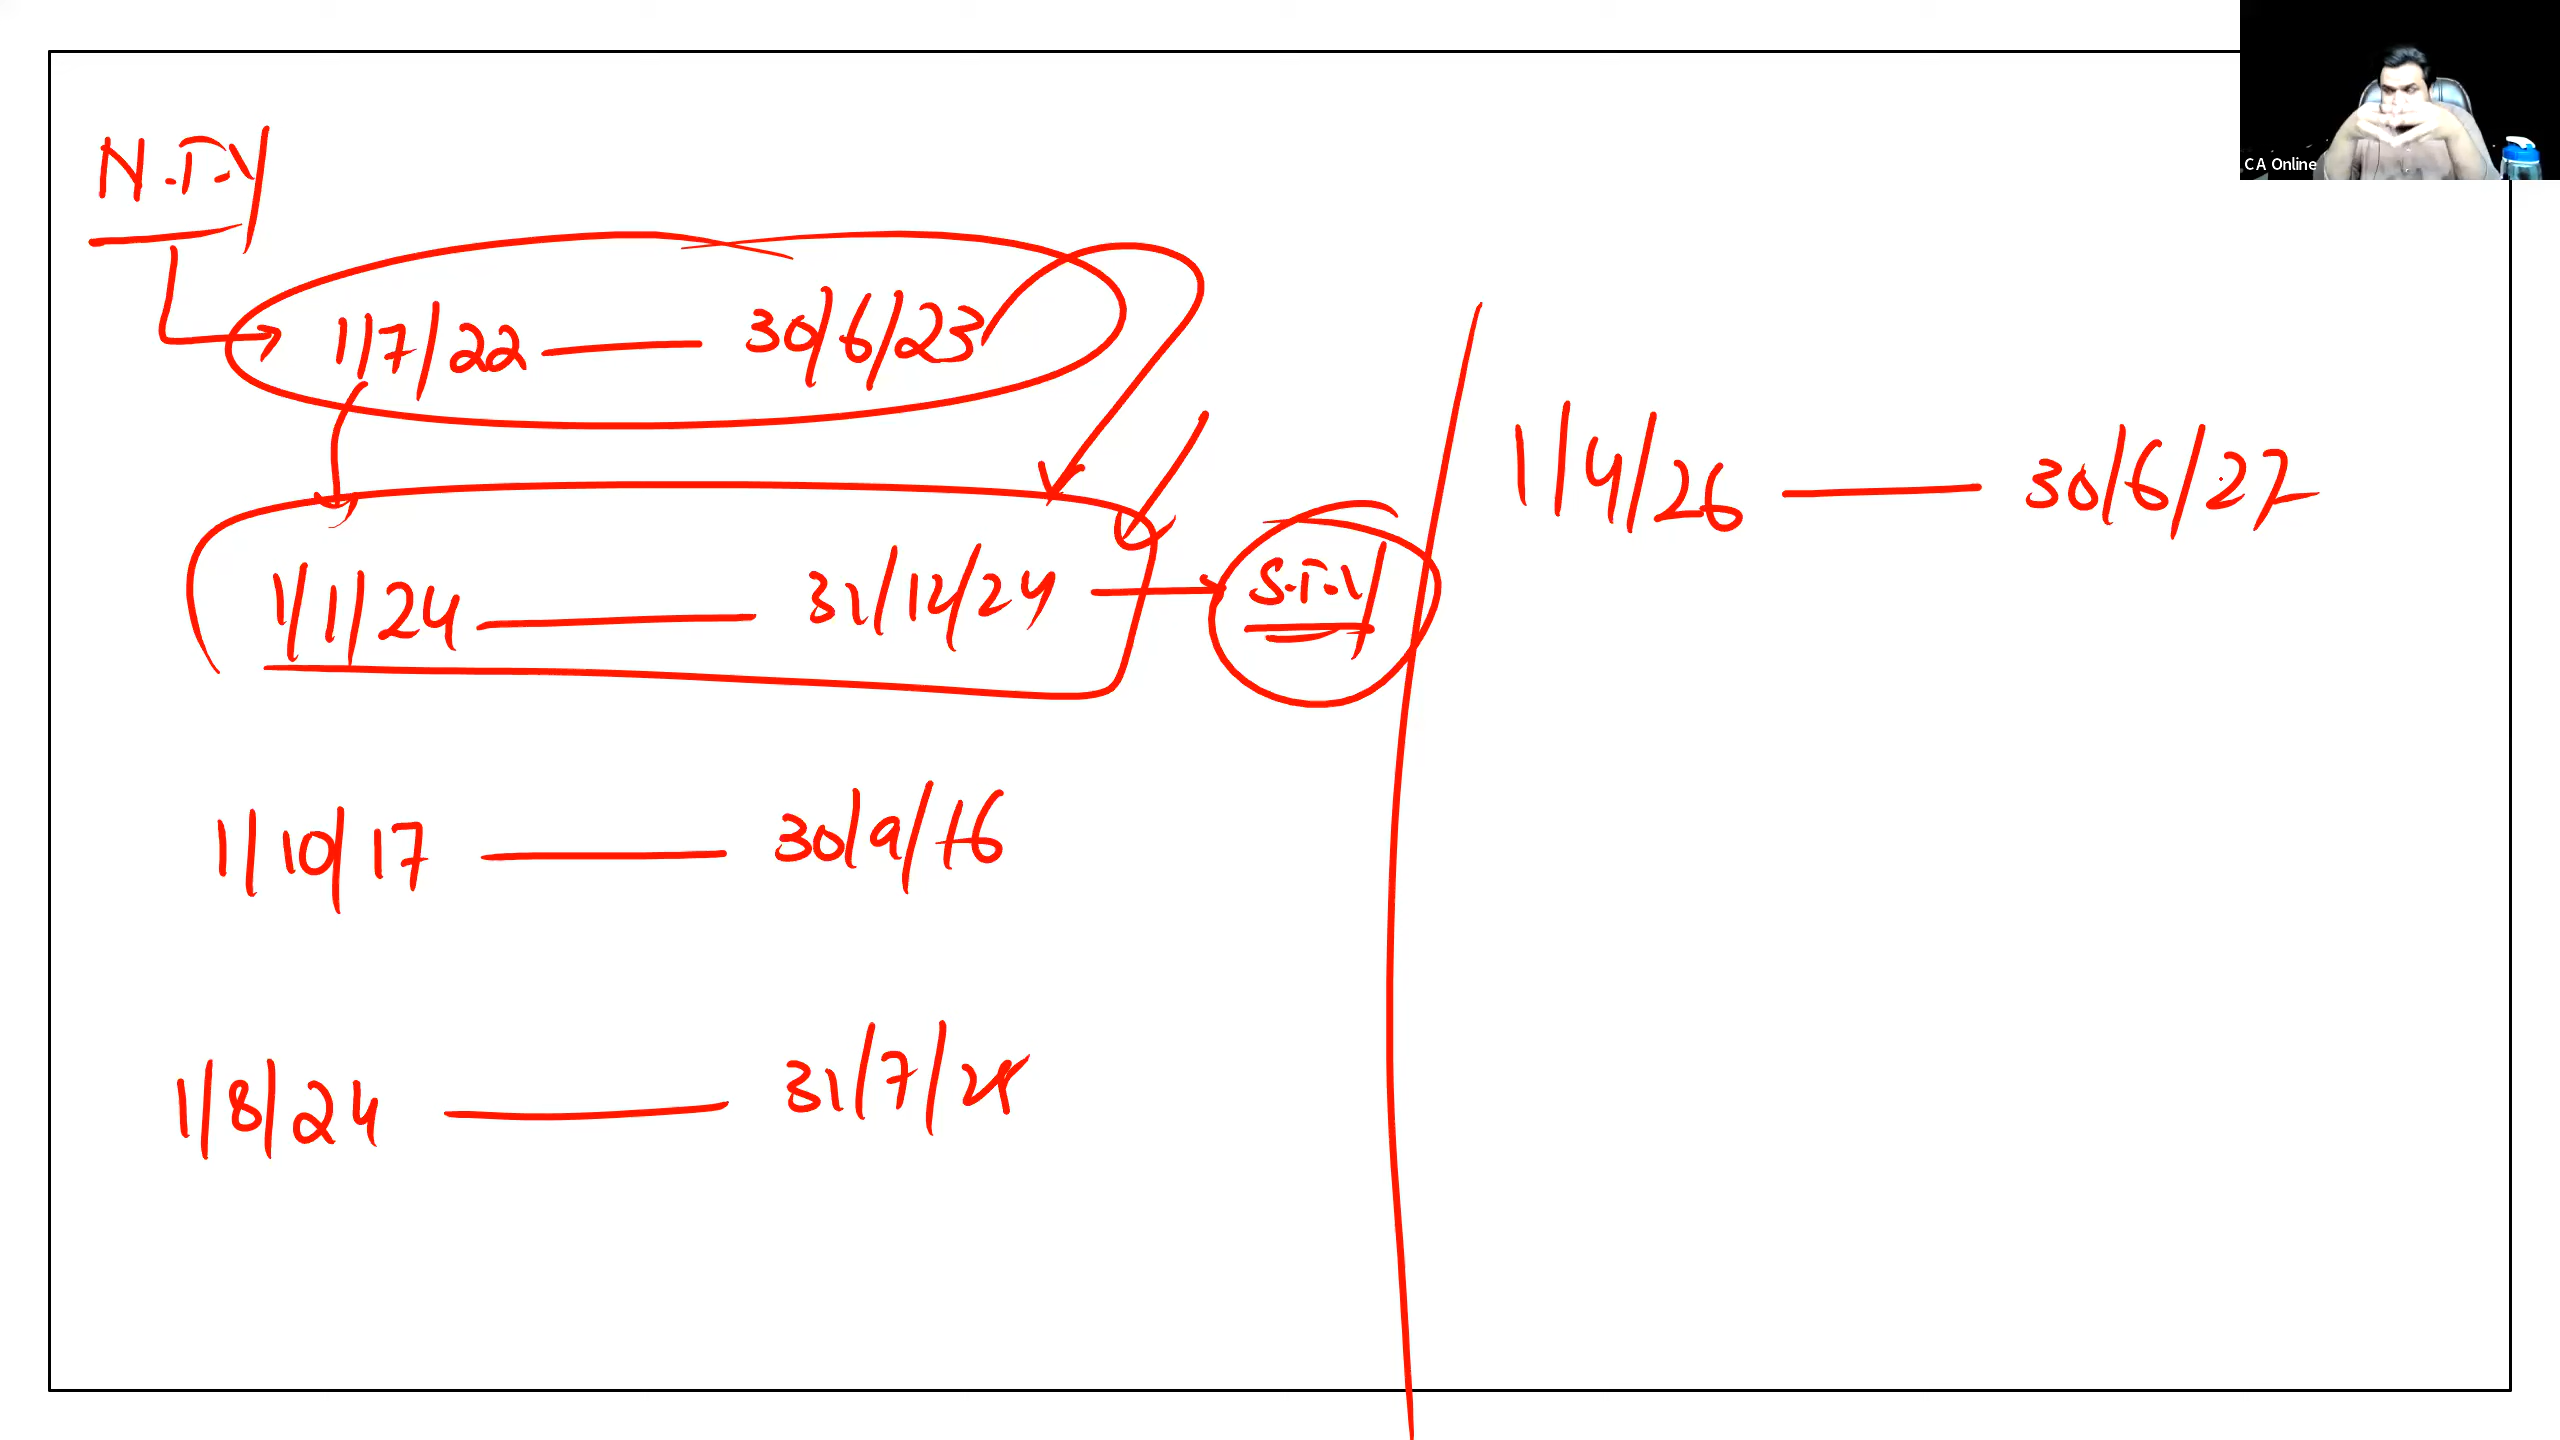 N.T.Y
1/7/22 — 30/6/23
1/1/24 — 31/12/24 → S.T.Y
1/10/17 — 30/9/16
1/8/24 — 31/7/
1/4/26 — 30/6/27
CA Online